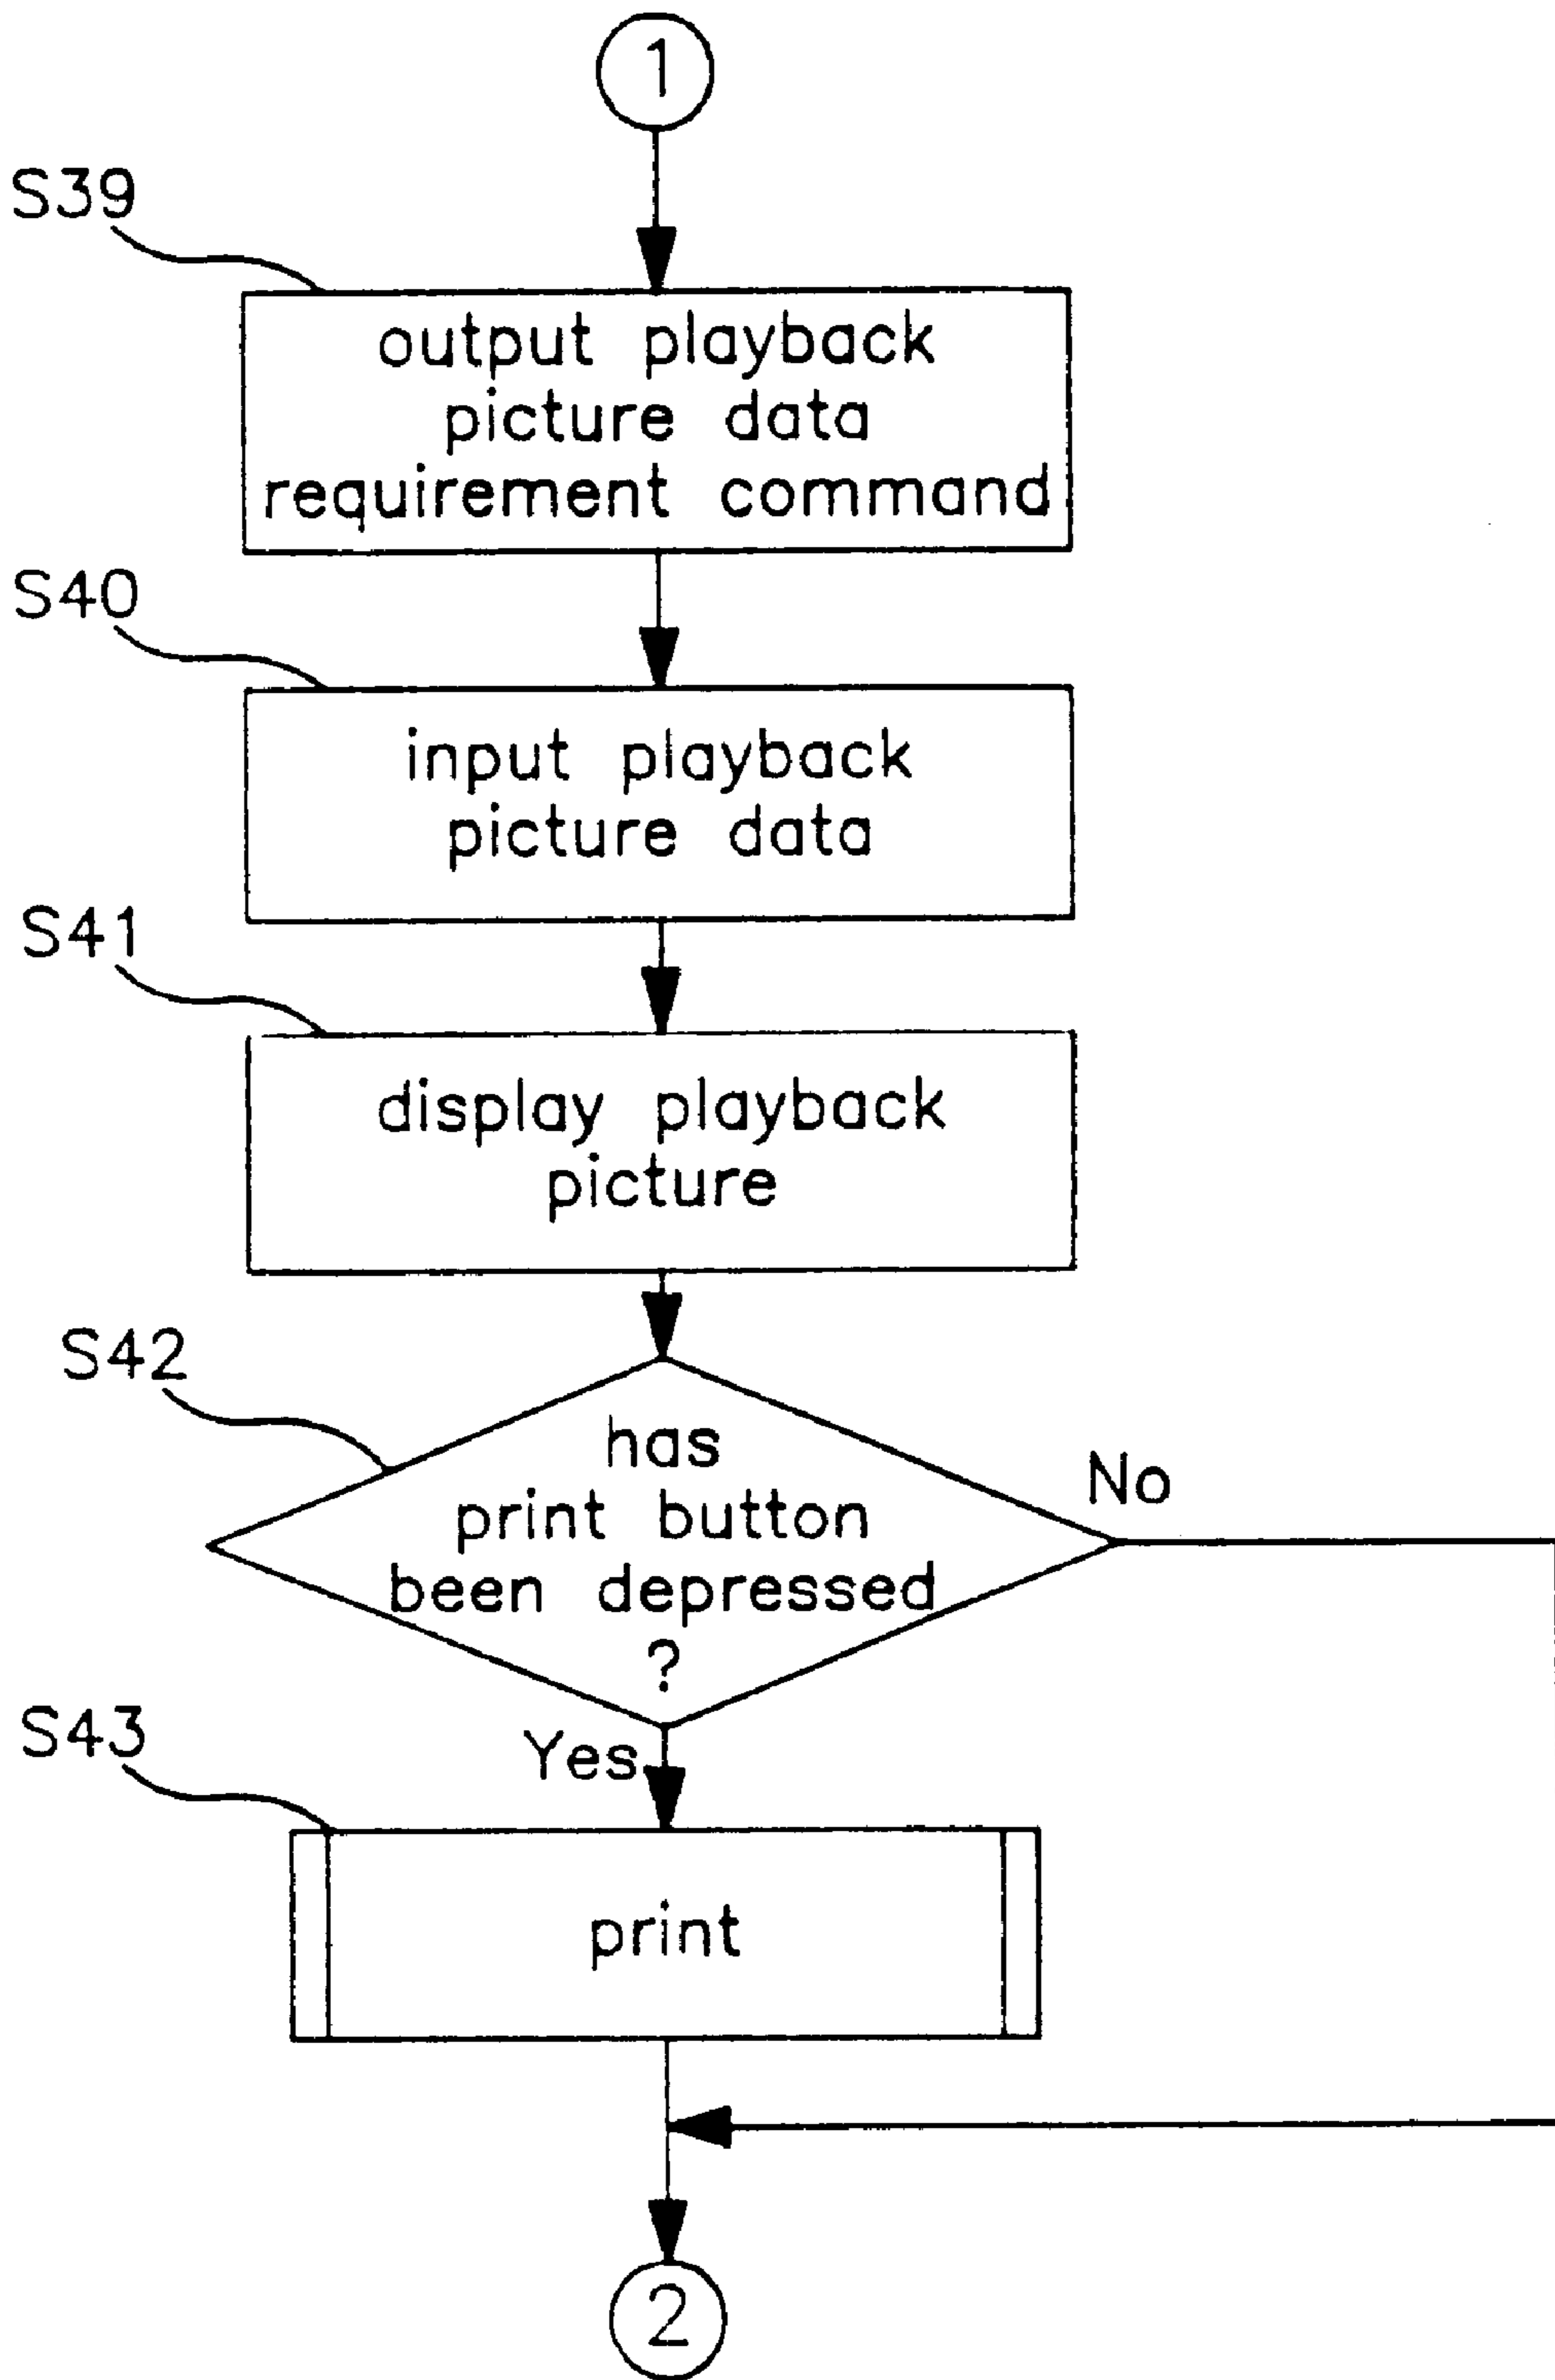 1
S39
output playback
picture data
requirement command
S40
input playback
picture data
S41
display playback
picture
S42
has
print button
been depressed
?
No
Yes
S43
print
2